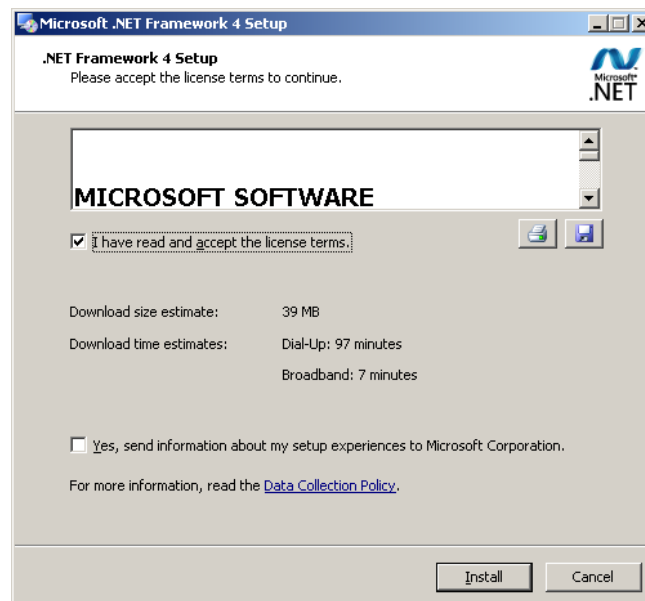 Microsoft .NET Framework 4 Setup
.NET Framework 4 Setup
Please accept the license terms to continue.
Microsoft
.NET
MICROSOFT SOFTWARE
I have read and accept the license terms.
Download size estimate: 39 MB
Download time estimates: Dial-Up: 97 minutes
Broadband: 7 minutes
Yes, send information about my setup experiences to Microsoft Corporation.
For more information, read the Data Collection Policy.
Install Cancel